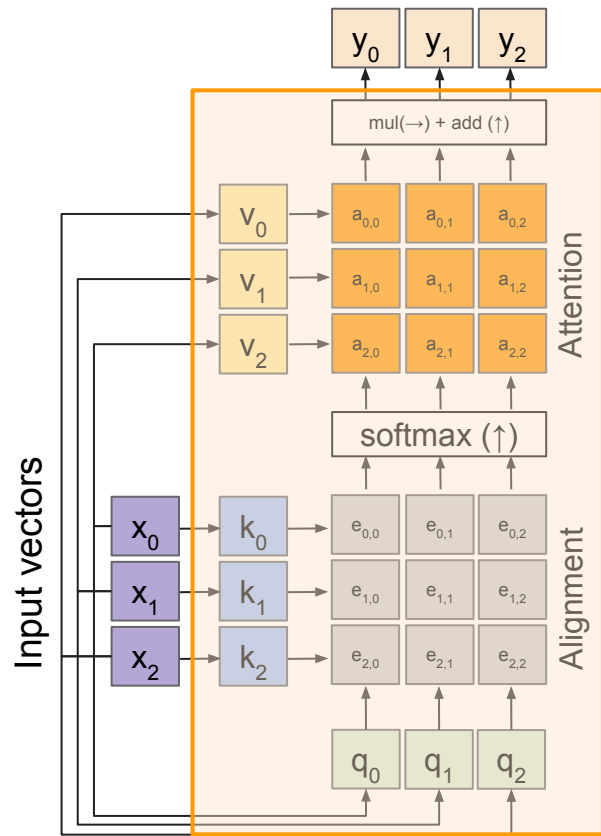 y0 y1 y2
mul(→) + add (↑)
v0 a0,0 a0,1 a0,2
v1 a1,0 a1,1 a1,2
v2 a2,0 a2,1 a2,2
Attention
softmax (↑)
Input vectors
x0 k0 e0,0 e0,1 e0,2
x1 k1 e1,0 e1,1 e1,2
x2 k2 e2,0 e2,1 e2,2
Alignment
q0 q1 q2